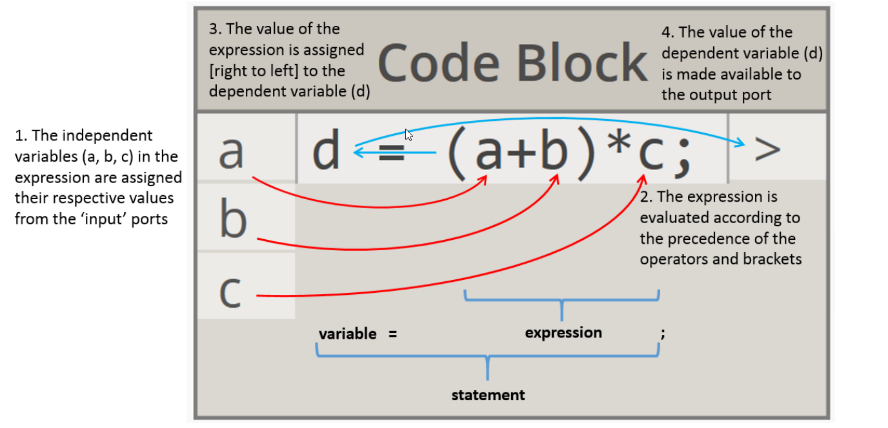 3. The value of the
expression is assigned
[right to left] to the
dependent variable (d)
Code Block
4. The value of the
dependent variable (d)
is made available to
the output port
1. The independent
variables (a, b, c) in the
expression are assigned
their respective values
from the ‘input’ ports
a
d = (a+b)*c;
>
b
c
2. The expression is
evaluated according to
the precedence of the
operators and brackets
variable =
expression
;
statement